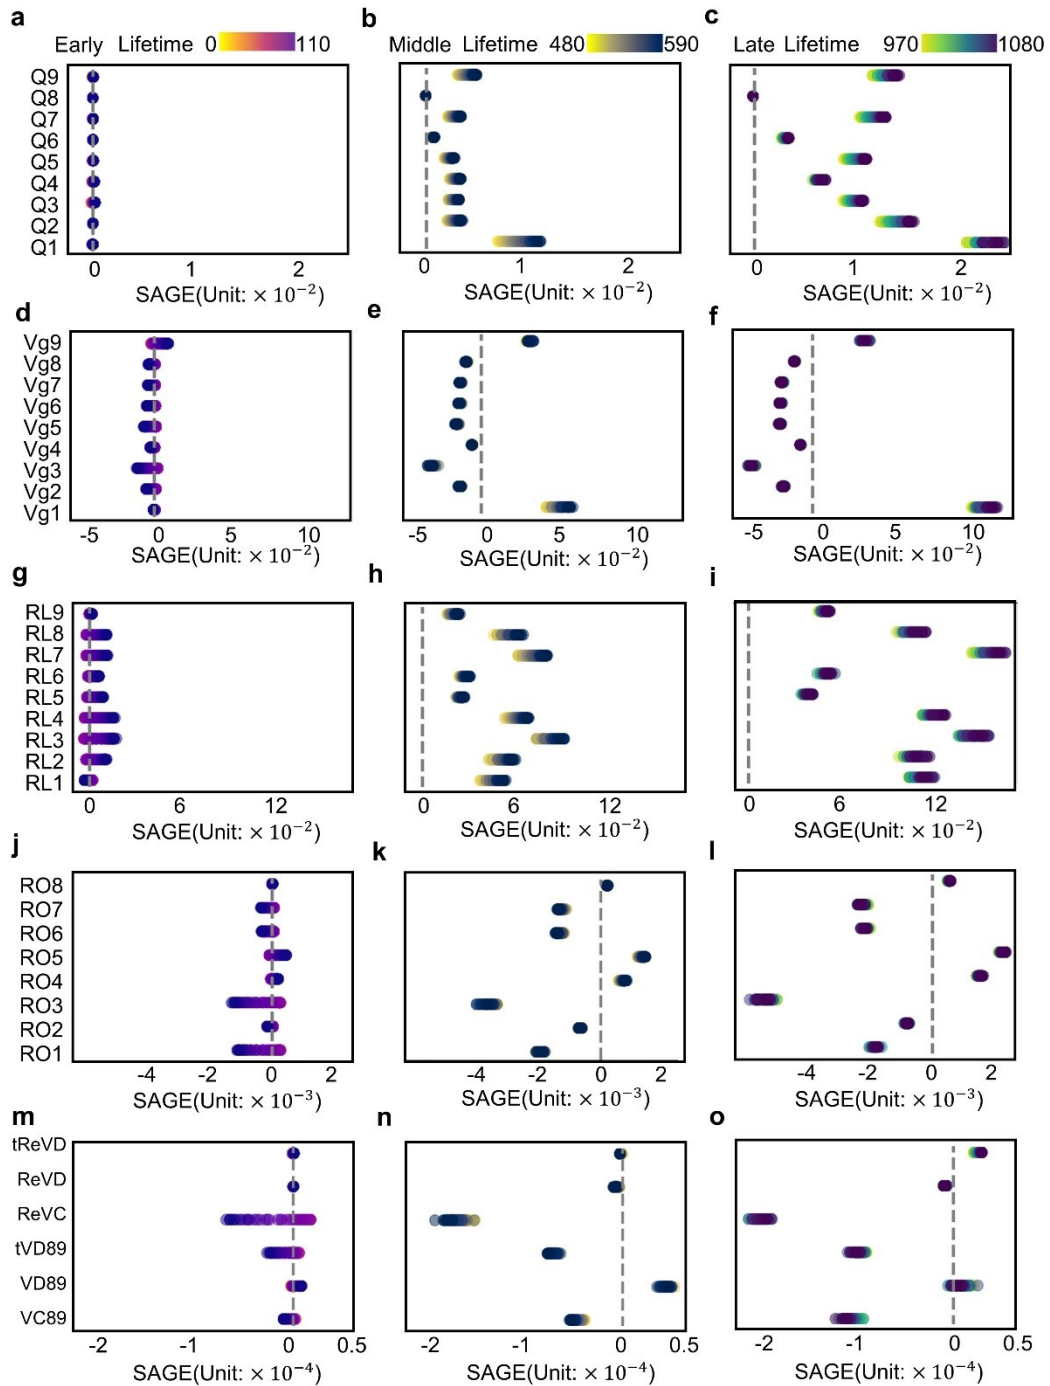 a
b
c
Early Lifetime 0 110
Middle Lifetime 480 590
Late Lifetime 970 1080
Q9
Q8
Q7
Q6
Q5
Q4
Q3
Q2
Q1
0 1 2
0 1 2
0 1 2
SAGE(Unit: × 10⁻²)
SAGE(Unit: × 10⁻²)
SAGE(Unit: × 10⁻²)
d
e
f
Vg9
Vg8
Vg7
Vg6
Vg5
Vg4
Vg3
Vg2
Vg1
-5 0 5 10
-5 0 5 10
-5 0 5 10
SAGE(Unit: × 10⁻²)
SAGE(Unit: × 10⁻²)
SAGE(Unit: × 10⁻²)
g
h
i
RL9
RL8
RL7
RL6
RL5
RL4
RL3
RL2
RL1
0 6 12
0 6 12
0 6 12
SAGE(Unit: × 10⁻²)
SAGE(Unit: × 10⁻²)
SAGE(Unit: × 10⁻²)
j
k
l
RO8
RO7
RO6
RO5
RO4
RO3
RO2
RO1
-4 -2 0 2
-4 -2 0 2
-4 -2 0 2
SAGE(Unit: × 10⁻³)
SAGE(Unit: × 10⁻³)
SAGE(Unit: × 10⁻³)
m
n
o
tReVD
ReVD
ReVC
tVD89
VD89
VC89
-2 -1 0 0.5
-2 -1 0 0.5
-2 -1 0 0.5
SAGE(Unit: × 10⁻⁴)
SAGE(Unit: × 10⁻⁴)
SAGE(Unit: × 10⁻⁴)